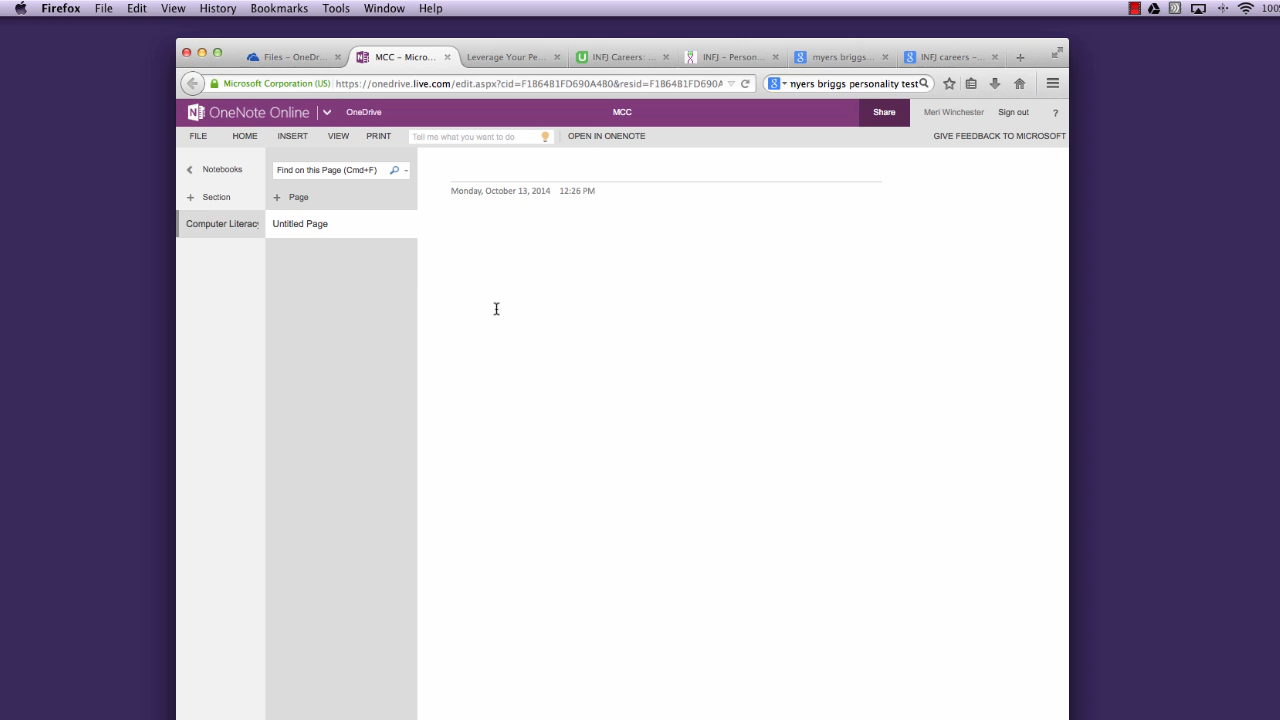 Firefox File Edit View History Bookmarks Tools Window Help 100%
Files – OneDr... MCC – Micro... Leverage Your Pe... INFJ Careers: ... INFJ – Person... myers briggs... INFJ careers –...
Microsoft Corporation (US) https://onedrive.live.com/edit.aspx?cid=F186481FD690A480&resid=F186481FD690A myers briggs personality test
OneNote Online OneDrive MCC Share Meri Winchester Sign out ?
FILE HOME INSERT VIEW PRINT Tell me what you want to do OPEN IN ONENOTE GIVE FEEDBACK TO MICROSOFT
Notebooks Find on this Page (Cmd+F)
+ Section + Page
Monday, October 13, 2014 12:26 PM
Computer Literacy Untitled Page